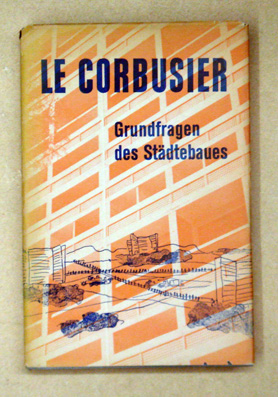 LE CORBUSIER
Grundfragen
des Städtebaues